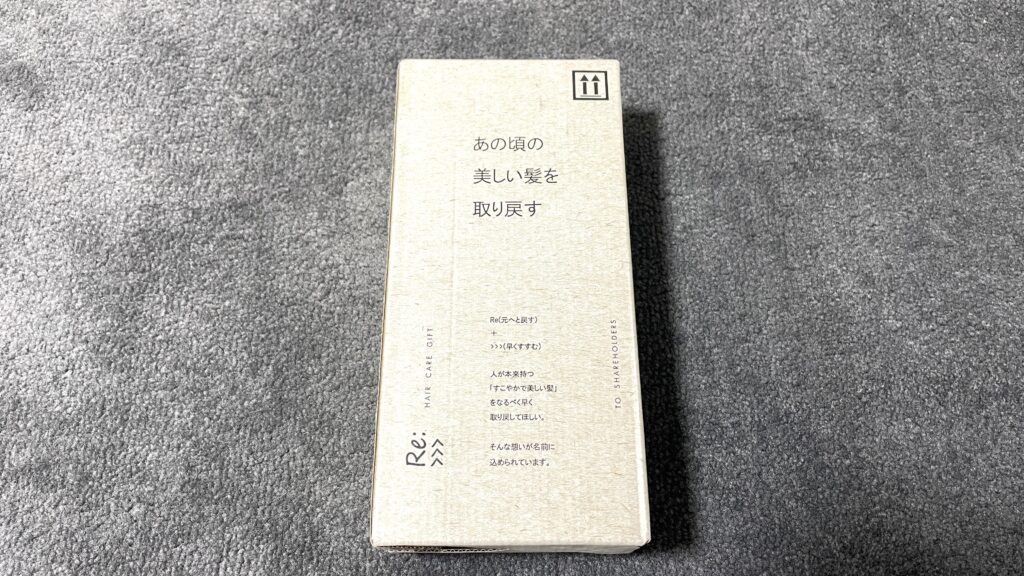 あの頃の
美しい髪を
取り戻す
Re(元へと戻す)
+
>>>(早くすすむ)
人が本来持つ
「すこやかで美しい髪」
をなるべく早く
取り戻してほしい。
そんな想いが名前に
込められています。
HAIR CARE GIFT
Re:
>>>
TO SHAREHOLDERS